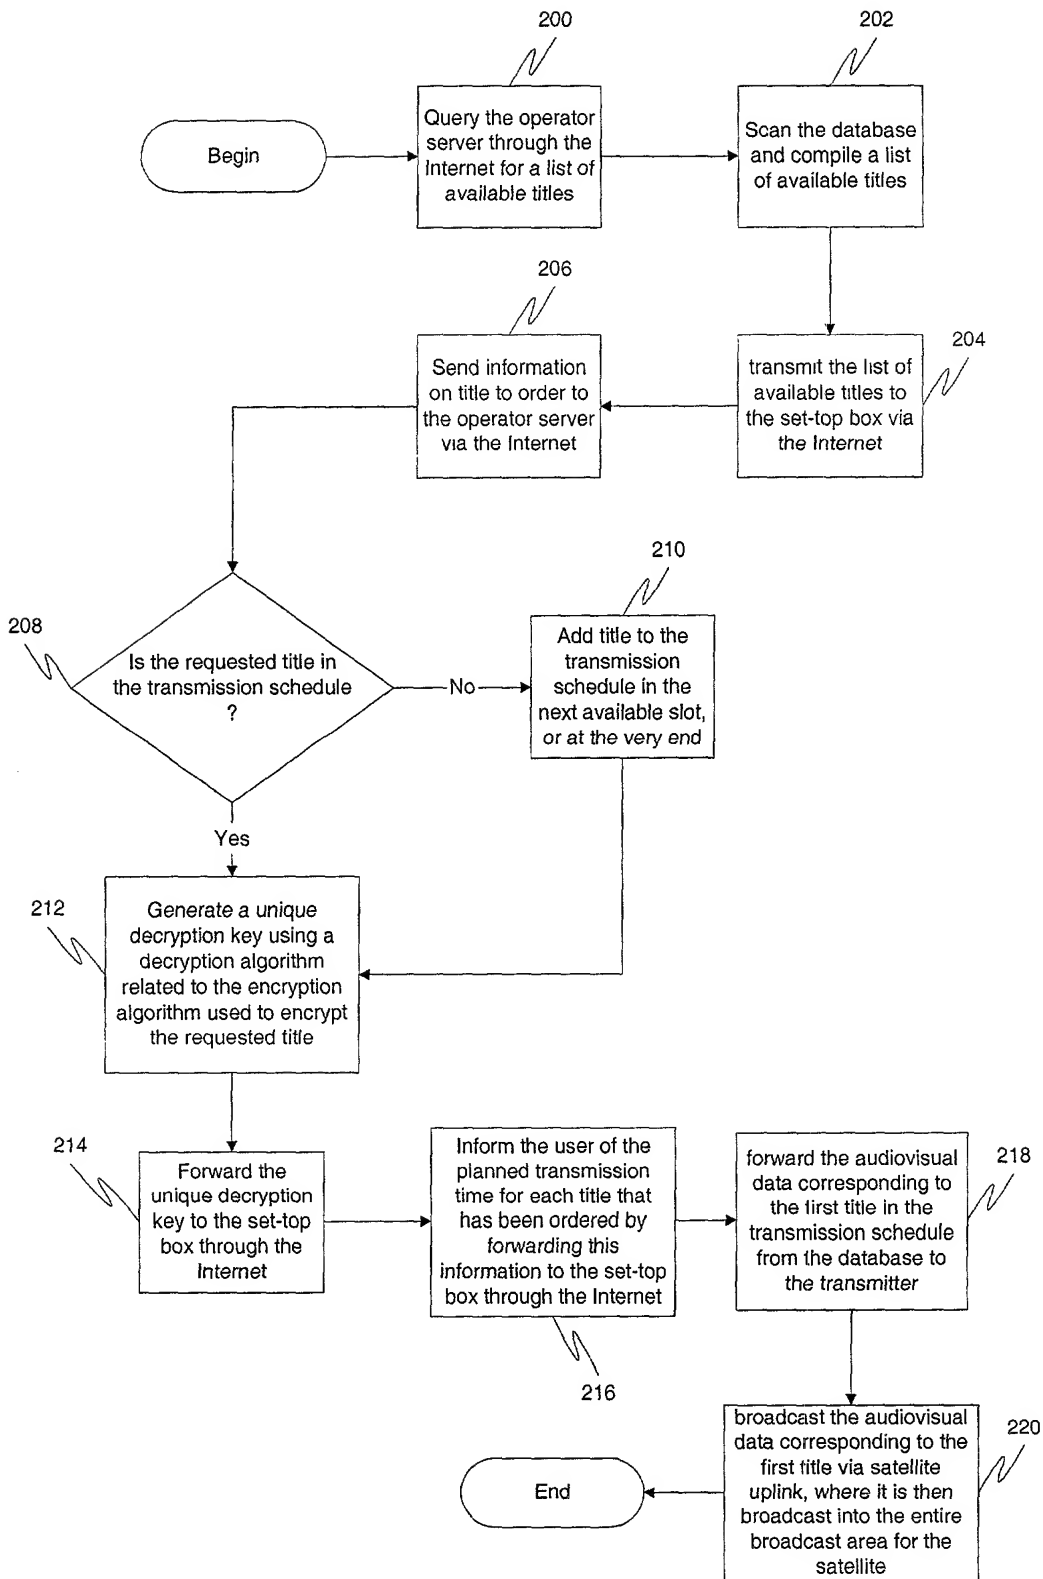 200
202
Begin
Query the operator
server through the
Internet for a list of
available titles
Scan the database
and compile a list
of available titles
206
204
Send information
on title to order to
the operator server
via the Internet
transmit the list of
available titles to
the set-top box via
the Internet
210
208
Is the requested title in
the transmission schedule
?
No
Add title to the
transmission
schedule in the
next available slot,
or at the very end
Yes
212
Generate a unique
decryption key using a
decryption algorithm
related to the encryption
algorithm used to encrypt
the requested title
214
Forward the
unique decryption
key to the set-top
box through the
Internet
Inform the user of the
planned transmission
time for each title that
has been ordered by
forwarding this
information to the set-top
box through the Internet
216
forward the audiovisual
data corresponding to
the first title in the
transmission schedule
from the database to
the transmitter
218
End
broadcast the audiovisual
data corresponding to the
first title via satellite
uplink, where it is then
broadcast into the entire
broadcast area for the
satellite
220